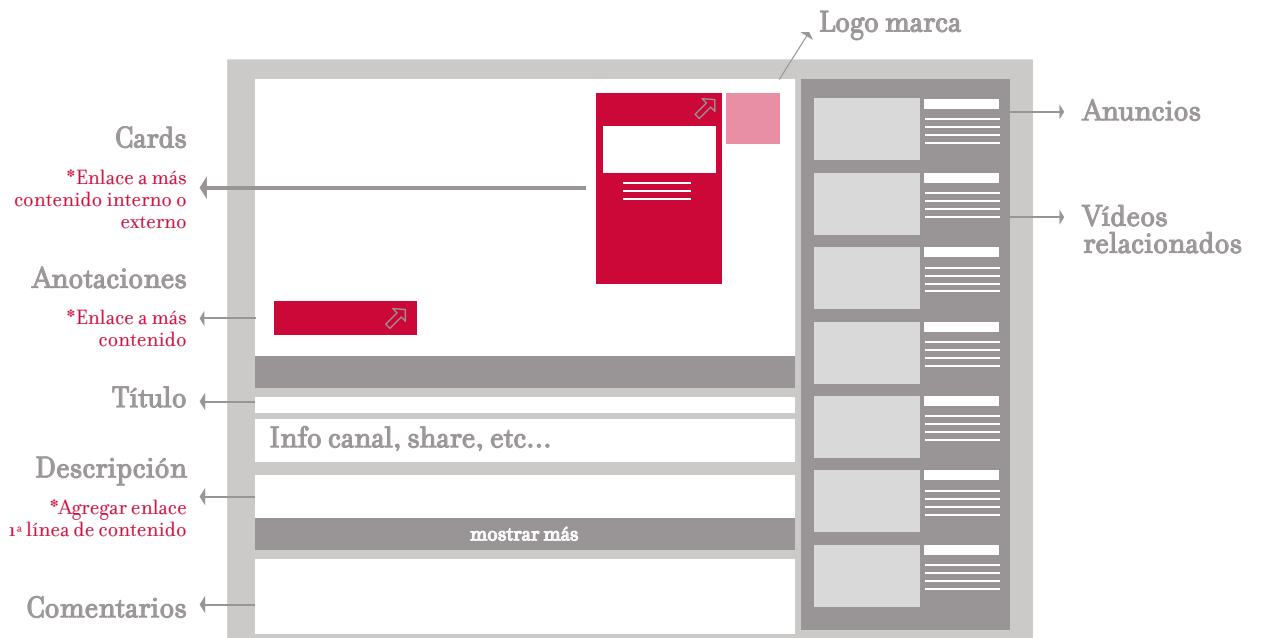 Logo marca
Anuncios
Cards
*Enlace a más
contenido interno o
externo
Vídeos
relacionados
Anotaciones
*Enlace a más
contenido
Título
Info canal, share, etc...
Descripción
*Agregar enlace
1ª línea de contenido
mostrar más
Comentarios